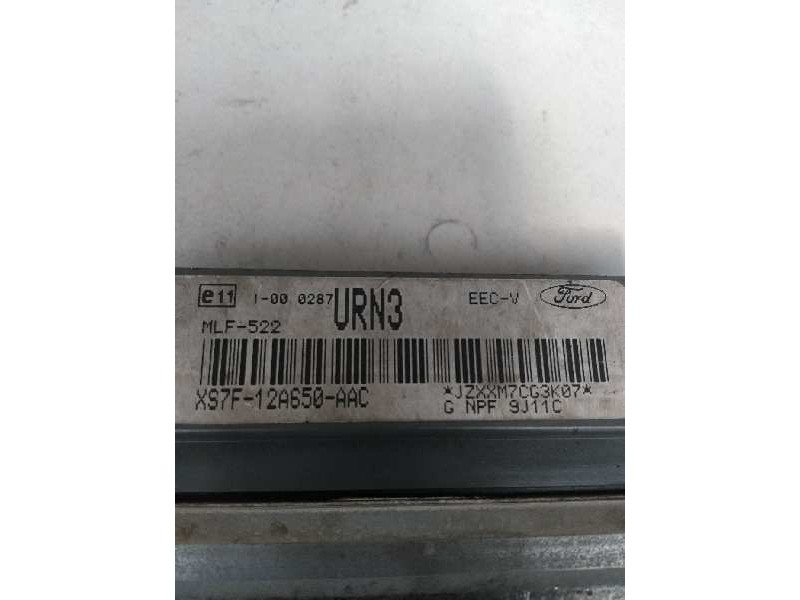 e11 1-00 0287 URN3 EEC-V Ford
MLF-522
XS7F-12A650-AAC *JZXXM7CG3K07*
G NPF 9J11C